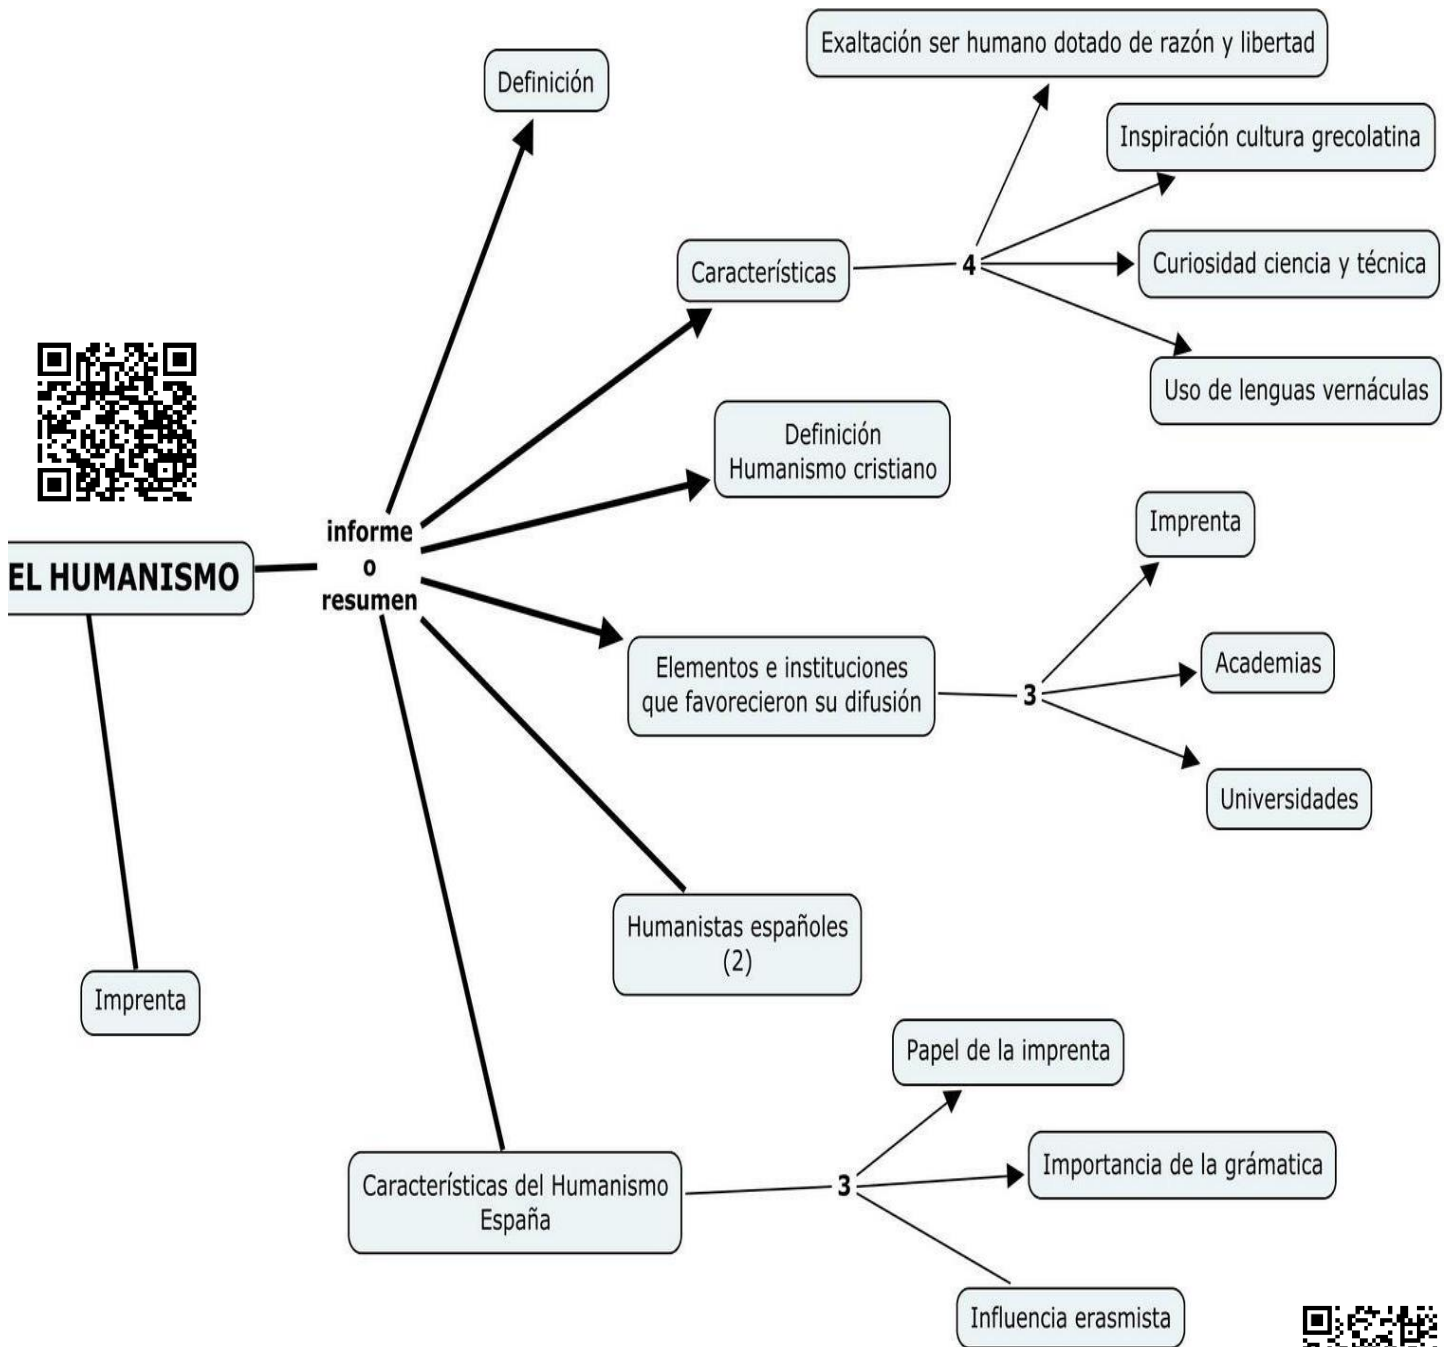 Exaltación ser humano dotado de razón y libertad
Definición
Inspiración cultura grecolatina
Características
4
Curiosidad ciencia y técnica
Uso de lenguas vernáculas
Definición
Humanismo cristiano
Imprenta
informe
o
resumen
EL HUMANISMO
Elementos e instituciones
que favorecieron su difusión
3
Academias
Universidades
Humanistas españoles
(2)
Imprenta
Papel de la imprenta
Características del Humanismo
España
3
Importancia de la grámatica
Influencia erasmista